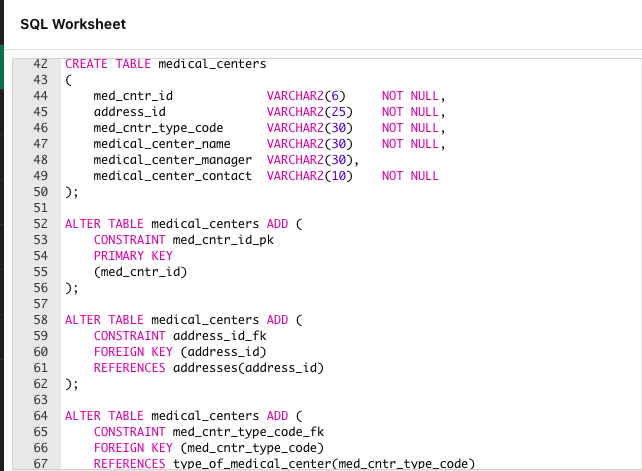 SQL Worksheet
42 CREATE TABLE medical_centers
43 (
44     med_cntr_id             VARCHAR2(6)     NOT NULL,
45     address_id              VARCHAR2(25)    NOT NULL,
46     med_cntr_type_code      VARCHAR2(30)    NOT NULL,
47     medical_center_name     VARCHAR2(30)    NOT NULL,
48     medical_center_manager  VARCHAR2(30),
49     medical_center_contact  VARCHAR2(10)    NOT NULL
50 );
51
52 ALTER TABLE medical_centers ADD (
53     CONSTRAINT med_cntr_id_pk
54     PRIMARY KEY
55     (med_cntr_id)
56 );
57
58 ALTER TABLE medical_centers ADD (
59     CONSTRAINT address_id_fk
60     FOREIGN KEY (address_id)
61     REFERENCES addresses(address_id)
62 );
63
64 ALTER TABLE medical_centers ADD (
65     CONSTRAINT med_cntr_type_code_fk
66     FOREIGN KEY (med_cntr_type_code)
67     REFERENCES type_of_medical_center(med_cntr_type_code)